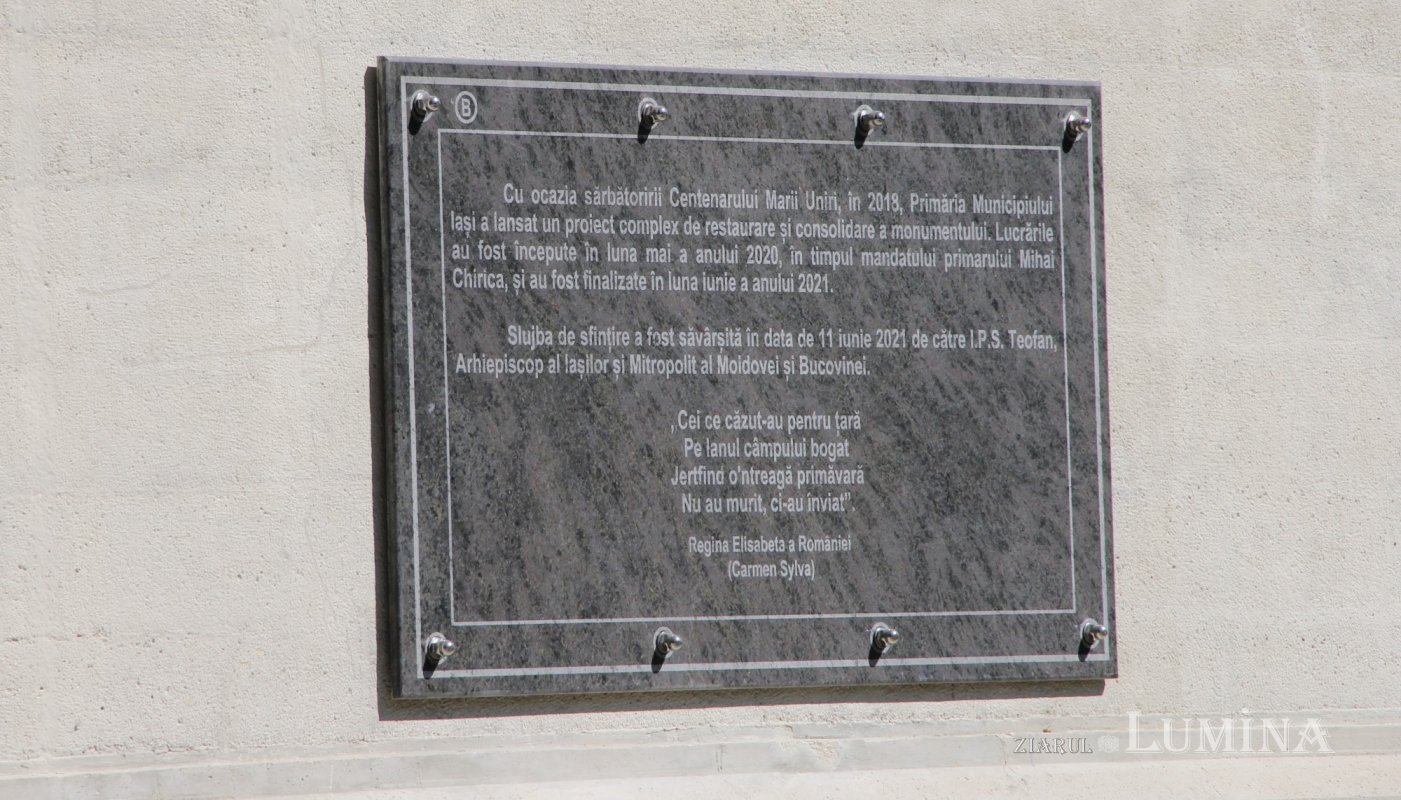 B
Cu ocazia sărbătoririi Centenarului Marii Uniri, în 2018, Primăria Municipiului
Iași a lansat un proiect complex de restaurare și consolidare a monumentului. Lucrările
au fost începute în luna mai a anului 2020, în timpul mandatului primarului Mihai
Chirica, și au fost finalizate în luna iunie a anului 2021.
Slujba de sfințire a fost săvârșită în data de 11 iunie 2021 de către I.P.S. Teofan,
Arhiepiscop al Iașilor și Mitropolit al Moldovei și Bucovinei.
„Cei ce căzut-au pentru țară
Pe lanul câmpului bogat
Jertfind o'ntreagă primăvară
Nu au murit, ci-au înviat”.
Regina Elisabeta a României
(Carmen Sylva)
ZIARUL LUMINA